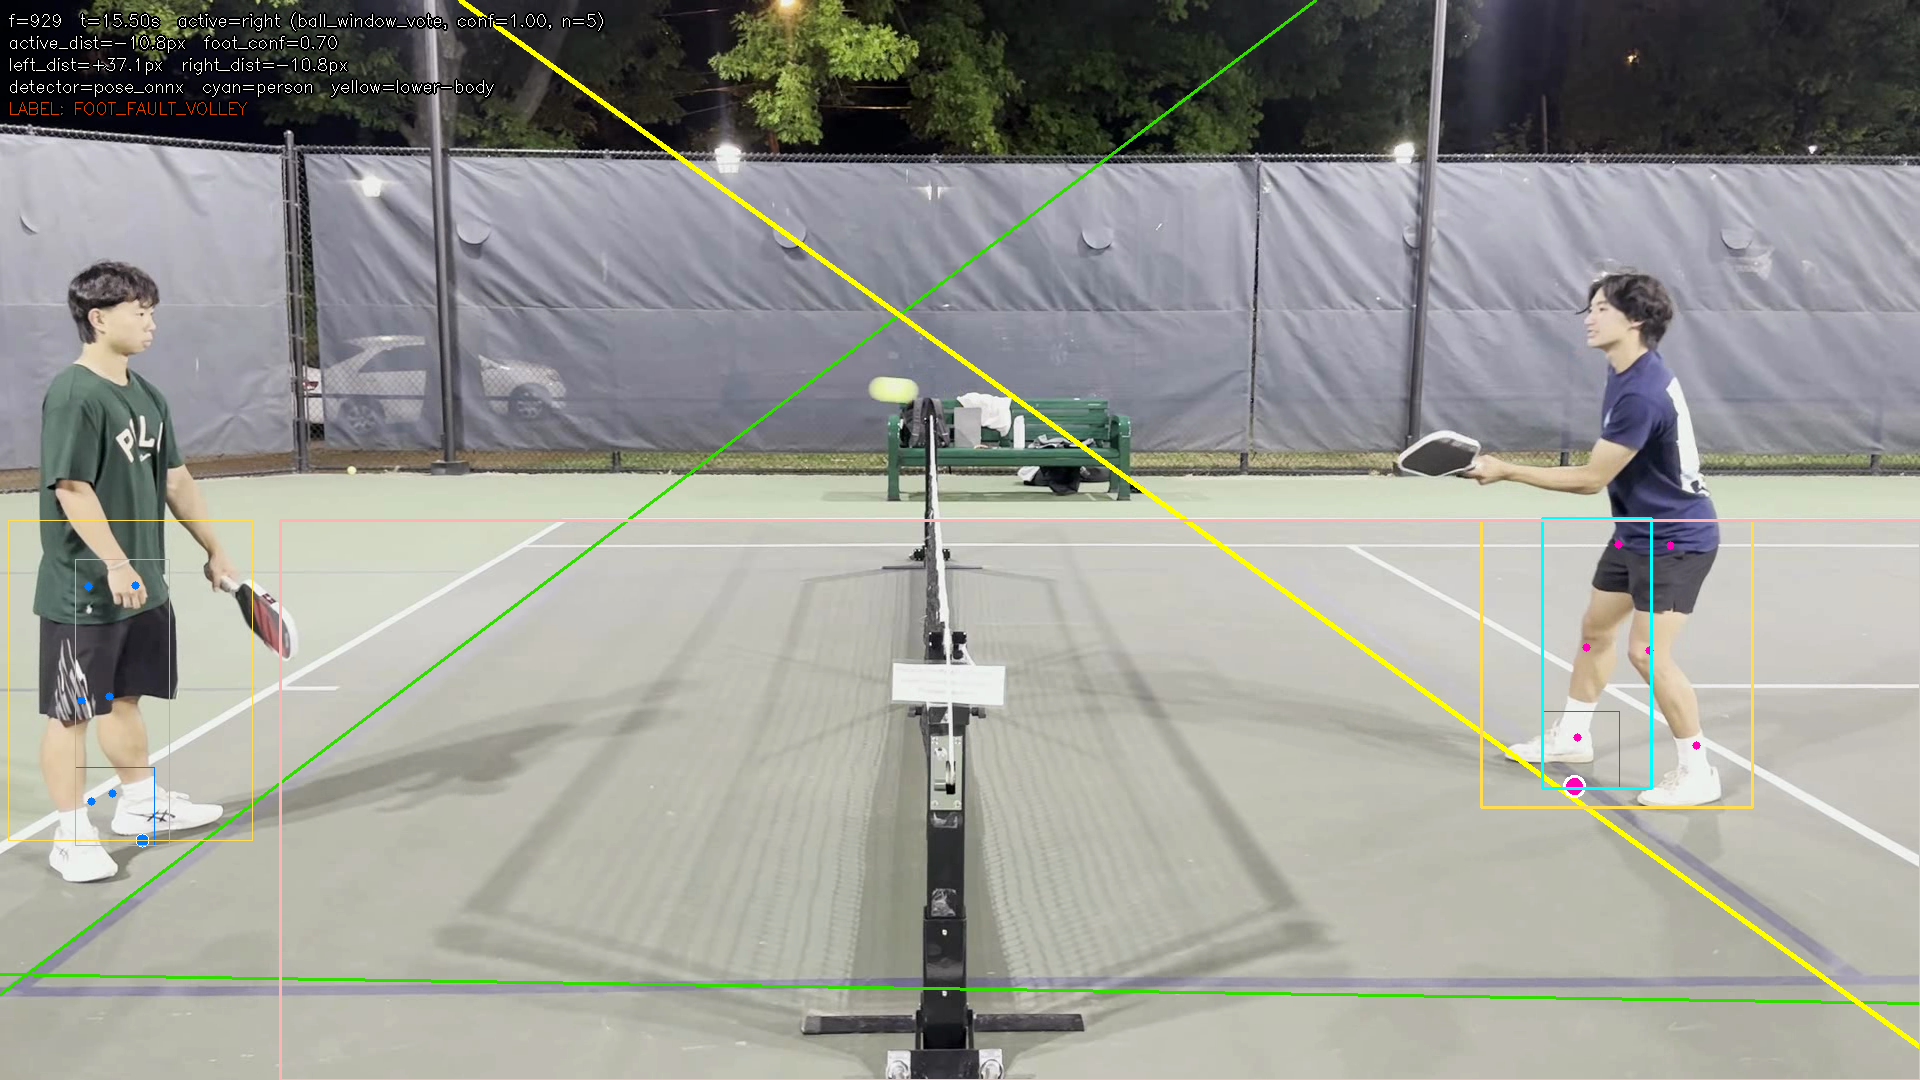 f=929 t=15.50s active=right (ball_window_vote, conf=1.00, n=5)
active_dist=-10.8px foot_conf=0.70
left_dist=+37.1px right_dist=-10.8px
detector=pose_onnx cyan=person yellow=lower-body
LABEL: FOOT_FAULT_VOLLEY